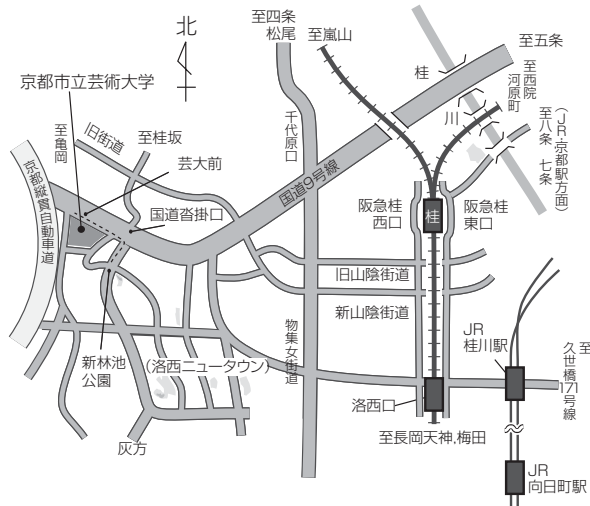 北
至四条
松尾
至嵐山
至五条
桂
川
至西院
河原町
至八条 七条
(JR・京都駅方面)
京都市立芸術大学
旧街道
至亀岡
至桂坂
芸大前
千代原口
国道9号線
京都縦貫自動車道
国道沓掛口
阪急桂
西口
桂
阪急桂
東口
旧山陰街道
新山陰街道
物集女街道
新林池
公園
(洛西ニュータウン)
JR
桂川駅
至
久世橋
171
号線
洛西口
至長岡天神,梅田
灰方
JR
向日町駅